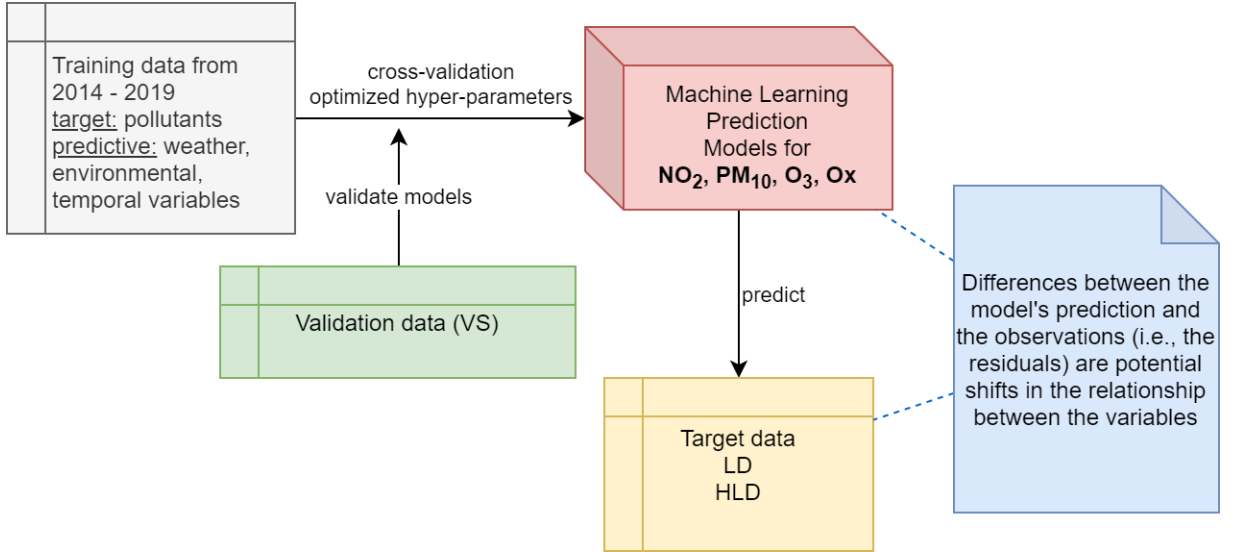 Training data from
2014 - 2019
target: pollutants
predictive: weather,
environmental,
temporal variables
cross-validation
optimized hyper-parameters
validate models
Validation data (VS)
Machine Learning
Prediction
Models for
NO2, PM10, O3, Ox
predict
Target data
LD
HLD
Differences between the
model's prediction and
the observations (i.e., the
residuals) are potential
shifts in the relationship
between the variables